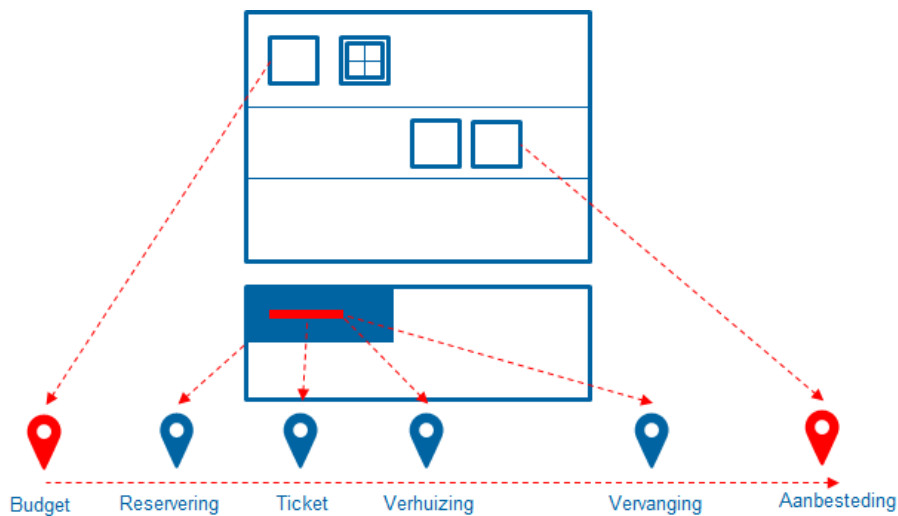 Budget
Reservering
Ticket
Verhuizing
Vervanging
Aanbesteding